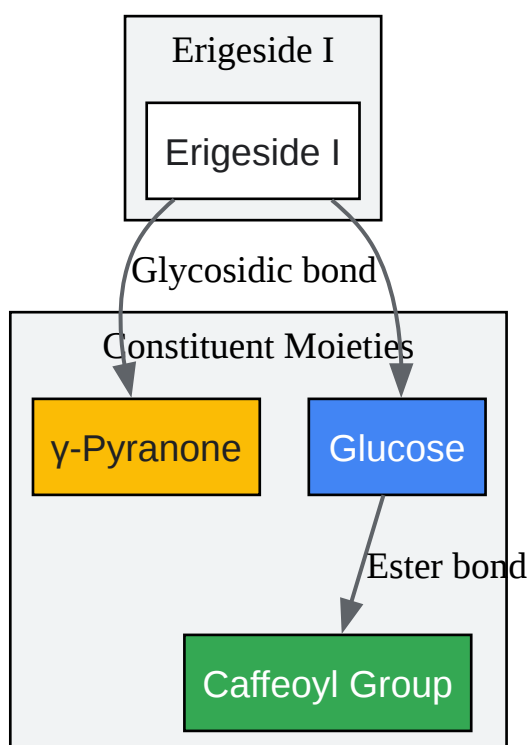 Erigeside I
Erigeside I
Glycosidic bond
Constituent Moieties
γ-Pyranone
Glucose
Ester bond
Caffeoyl Group